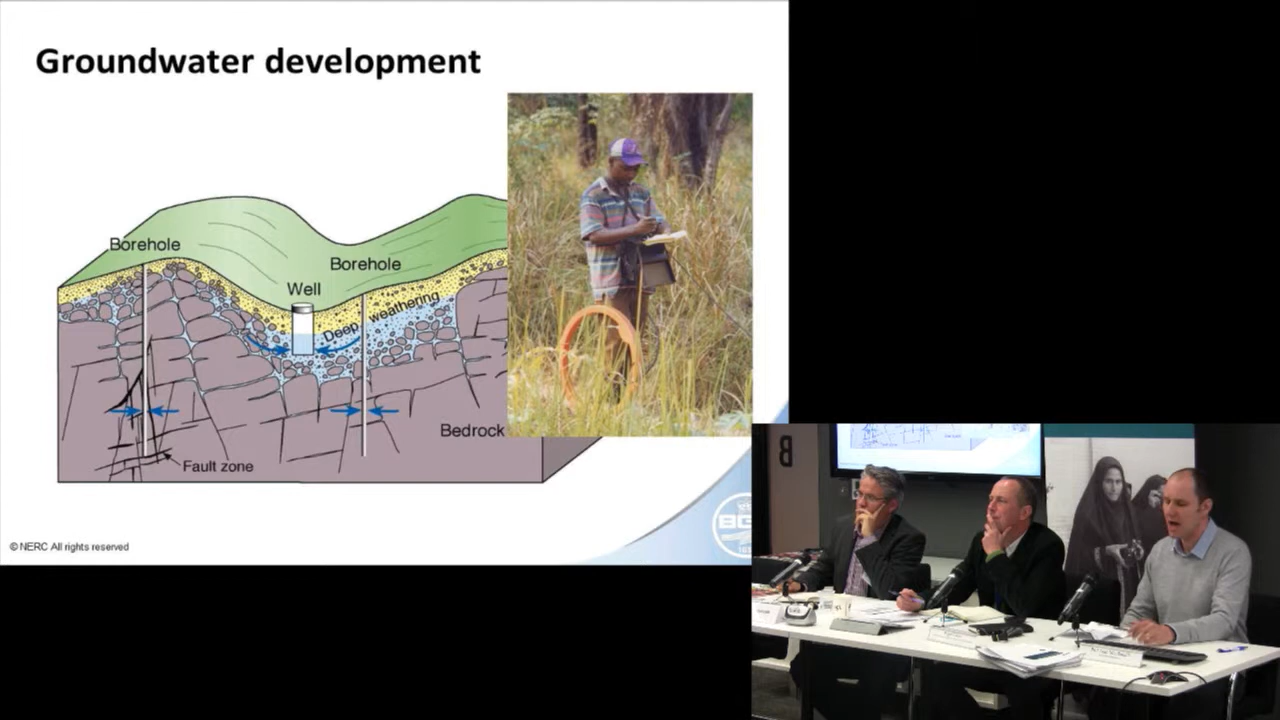 Groundwater development
Borehole
Borehole
Well
Deep weathering
Bedrock
Fault zone
© NERC All rights reserved